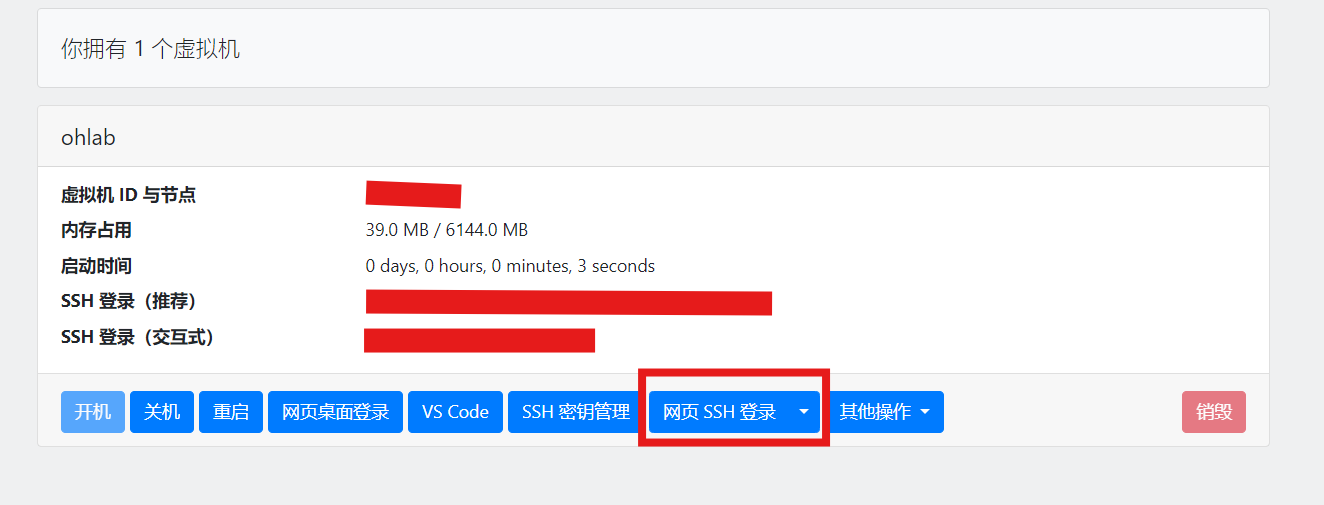 你拥有 1 个虚拟机
ohlab
虚拟机 ID 与节点
内存占用 39.0 MB / 6144.0 MB
启动时间 0 days, 0 hours, 0 minutes, 3 seconds
SSH 登录（推荐）
SSH 登录（交互式）
开机 关机 重启 网页桌面登录 VS Code SSH 密钥管理 网页 SSH 登录 其他操作 销毁